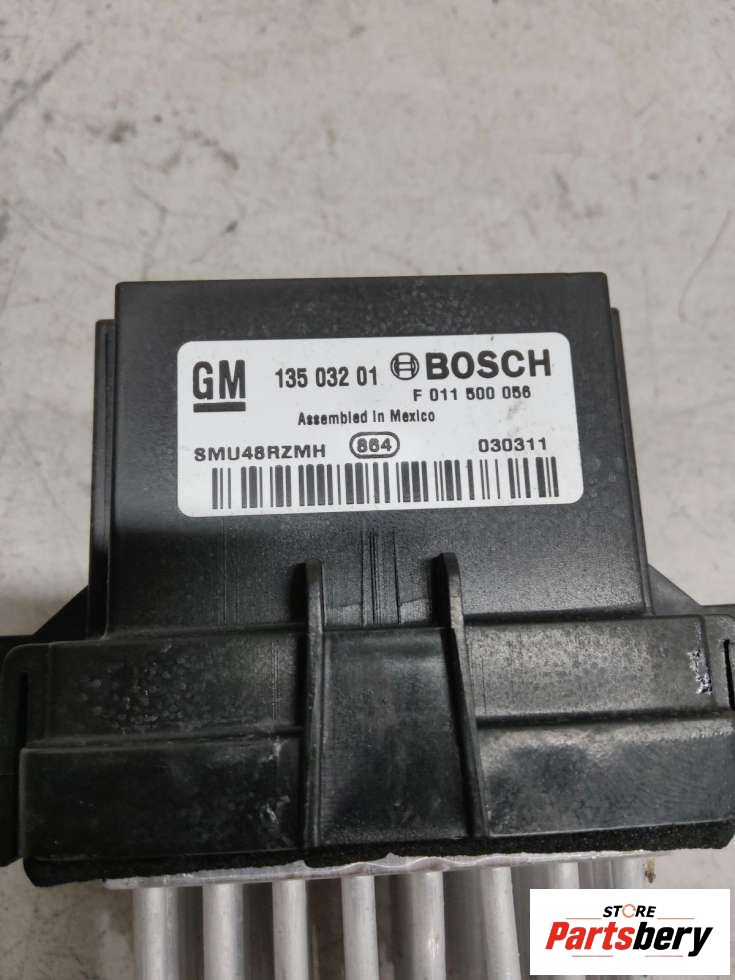 GM 135 032 01 BOSCH
F 011 500 056
Assembled in Mexico
SMU48RZMH 864 030311
STORE
Partsbery